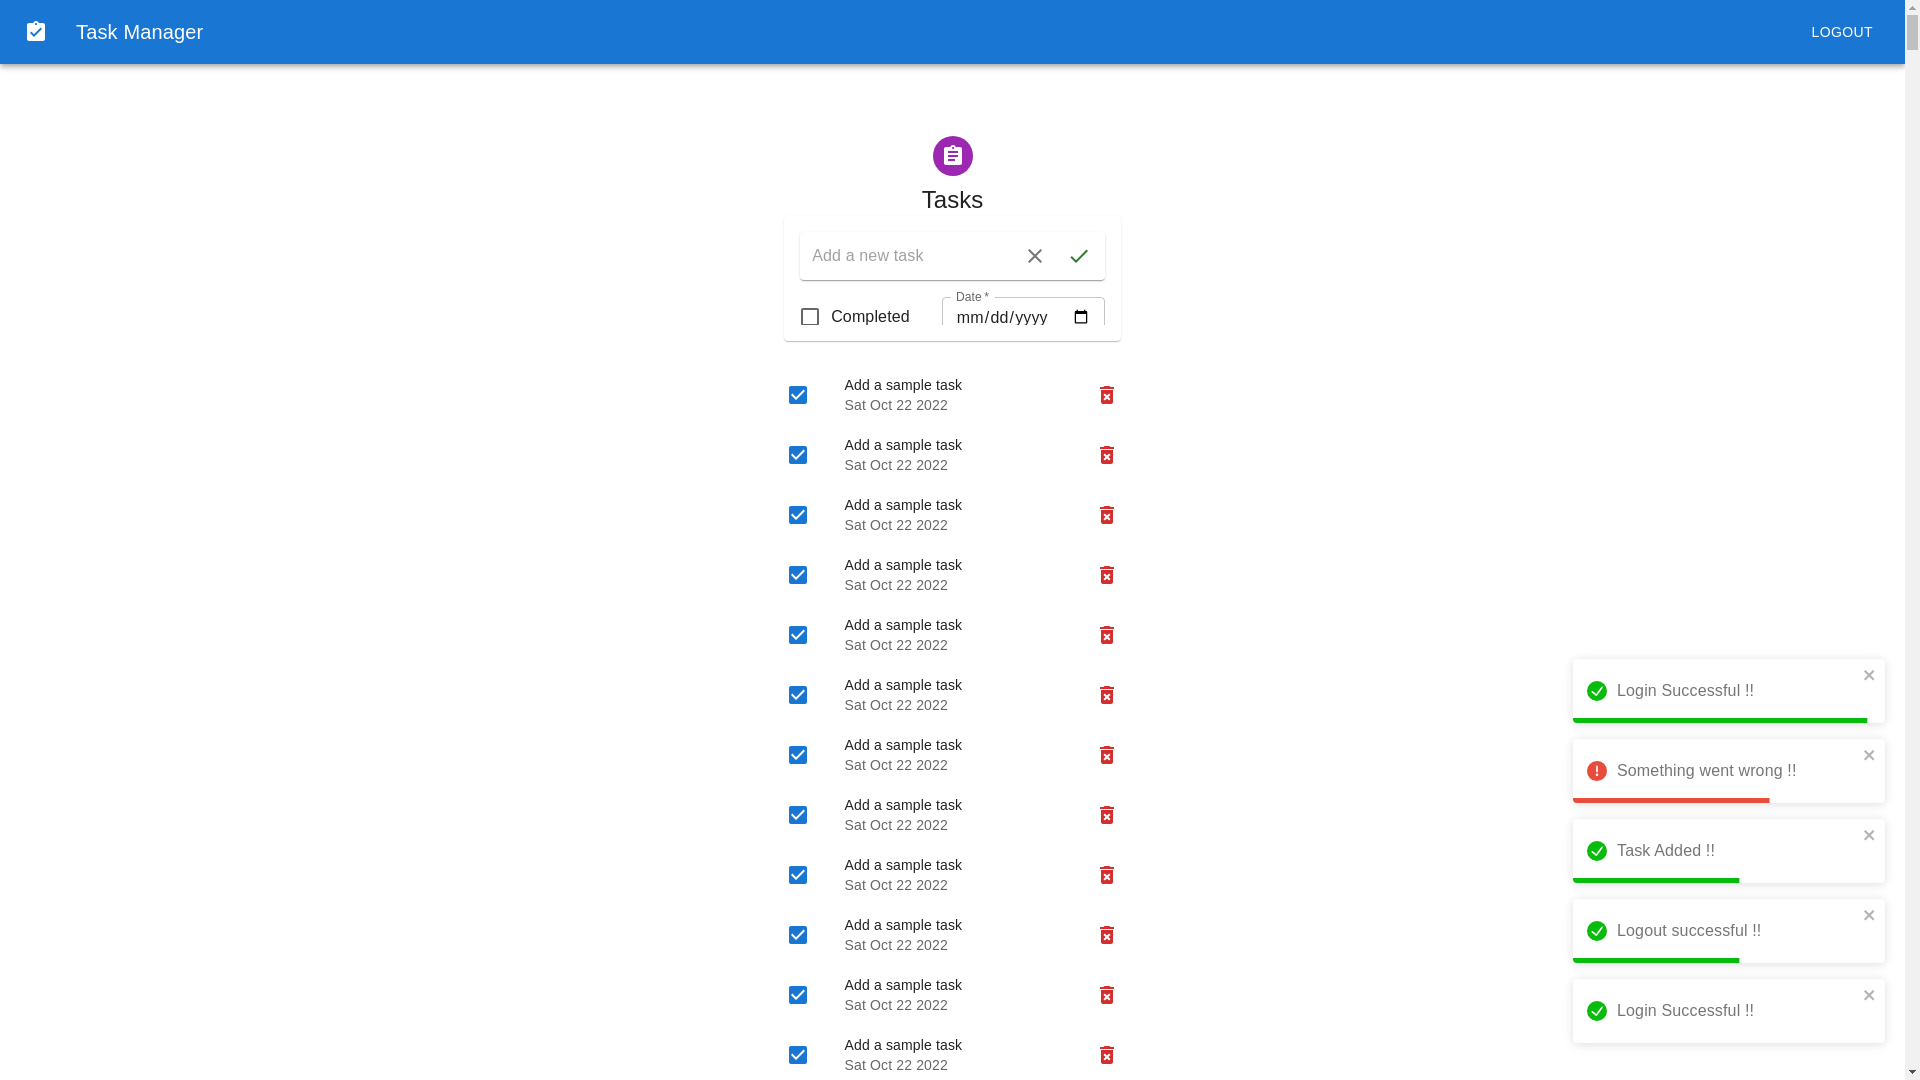 Task Manager
LOGOUT
Tasks
Add a new task
Completed
Date *
mm/dd/yyyy
Add a sample task
Sat Oct 22 2022
Add a sample task
Sat Oct 22 2022
Add a sample task
Sat Oct 22 2022
Add a sample task
Sat Oct 22 2022
Add a sample task
Sat Oct 22 2022
Add a sample task
Sat Oct 22 2022
Add a sample task
Sat Oct 22 2022
Add a sample task
Sat Oct 22 2022
Add a sample task
Sat Oct 22 2022
Add a sample task
Sat Oct 22 2022
Add a sample task
Sat Oct 22 2022
Add a sample task
Sat Oct 22 2022
Login Successful !!
Something went wrong !!
Task Added !!
Logout successful !!
Login Successful !!